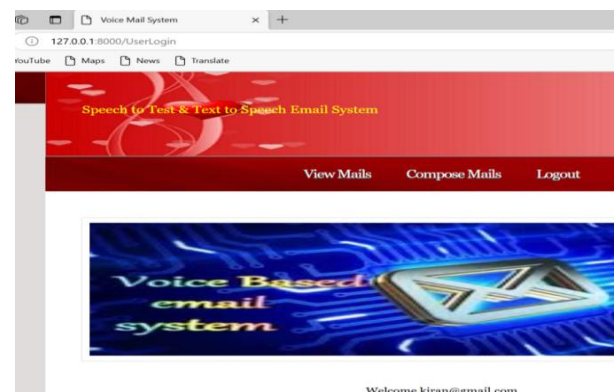 Voice Mail System
127.0.0.1:8000/UserLogin
YouTube Maps News Translate
Speech to Test & Text to Speech Email System
View Mails Compose Mails Logout
Voice Based
email
system
Welcome kiran@gmail.com